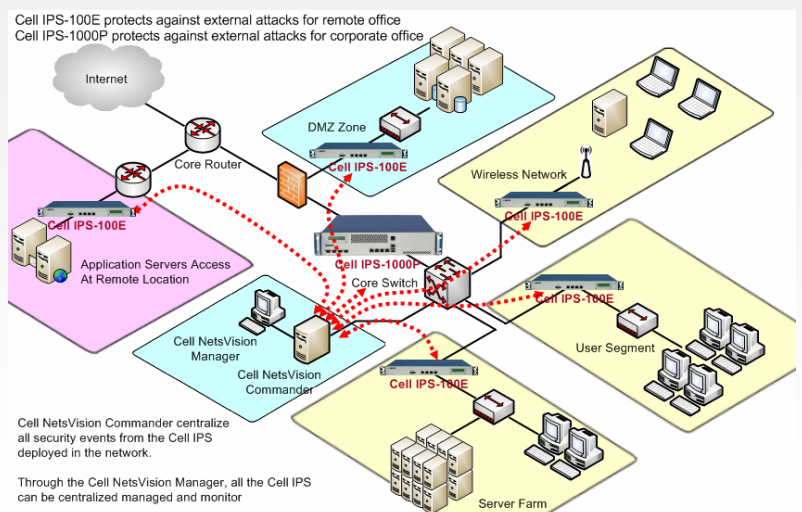 Cell IPS-100E protects against external attacks for remote office
Cell IPS-1000P protects against external attacks for corporate office
Internet
DMZ Zone
Core Router
Cell IPS-100E
Wireless Network
Cell IPS-100E
Cell IPS-100E
Application Servers Access
At Remote Location
Cell IPS-1000P
Core Switch
Cell IPS-100E
Cell NetsVision
Manager
User Segment
Cell NetsVision
Commander
Cell IPS-100E
Cell NetsVision Commander centralize
all security events from the Cell IPS
deployed in the network.
Through the Cell NetsVision Manager, all the Cell IPS
can be centralized managed and monitor
Server Farm